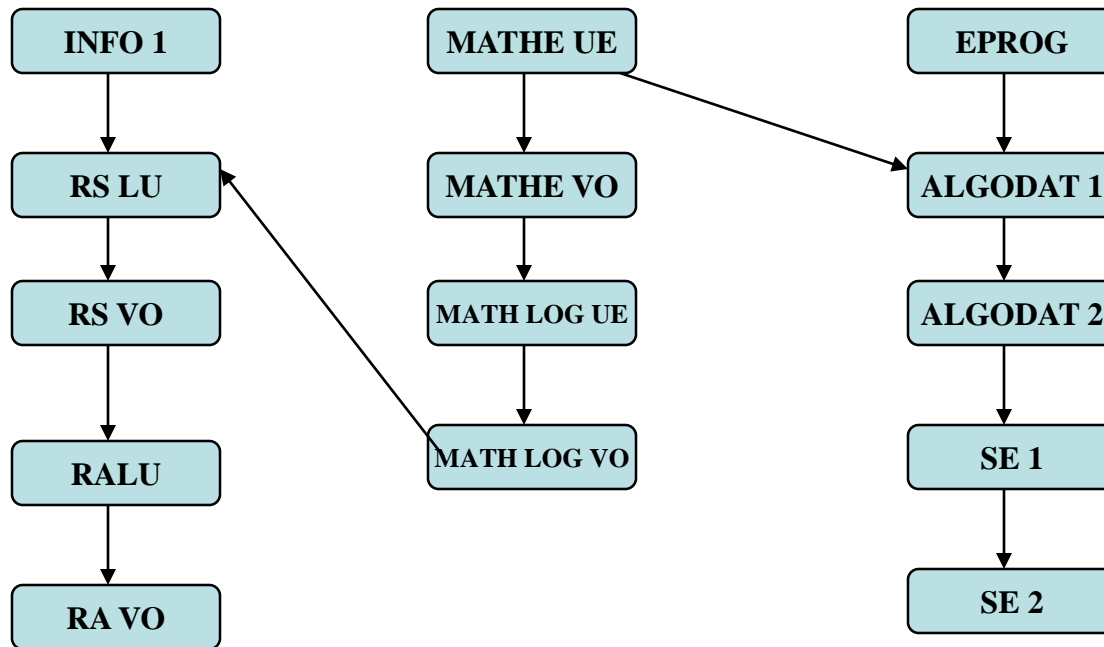 INFO 1
MATHE UE
EPROG
RS LU
MATHE VO
ALGODAT 1
RS VO
MATH LOG UE
ALGODAT 2
RALU
MATH LOG VO
SE 1
RA VO
SE 2